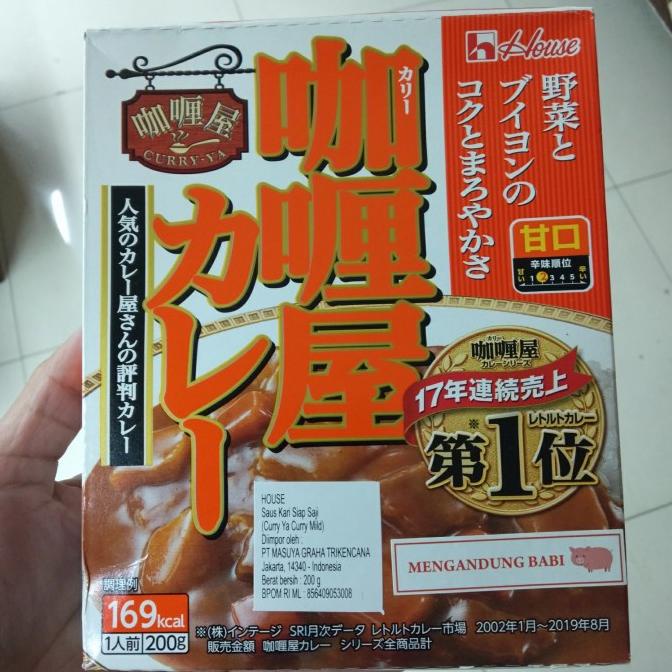 House
野菜と
ブイヨンの
コクとまろやかさ
甘口
辛味順位
甘い 1 2 3 4 5 辛い
咖喱屋
CURRY-YA
カリー
咖喱屋
カレー
人気のカレー屋さんの評判カレー
カリー
咖喱屋
カレーシリーズ
17年連続売上
※
レトルトカレー
第1位
HOUSE
Saus Kari Siap Saji
(Curry Ya Curry Mild)
Diimpor oleh :
PT MASUYA GRAHA TRIKENCANA
Jakarta, 14340 - Indonesia
Berat bersih : 200 g
BPOM RI ML : 856409053008
MENGANDUNG BABI
調理例
169kcal
1人前 200g
※(株)インテージ SRI月次データ レトルトカレー市場 2002年1月～2019年8月
販売金額 咖喱屋カレー シリーズ全商品計